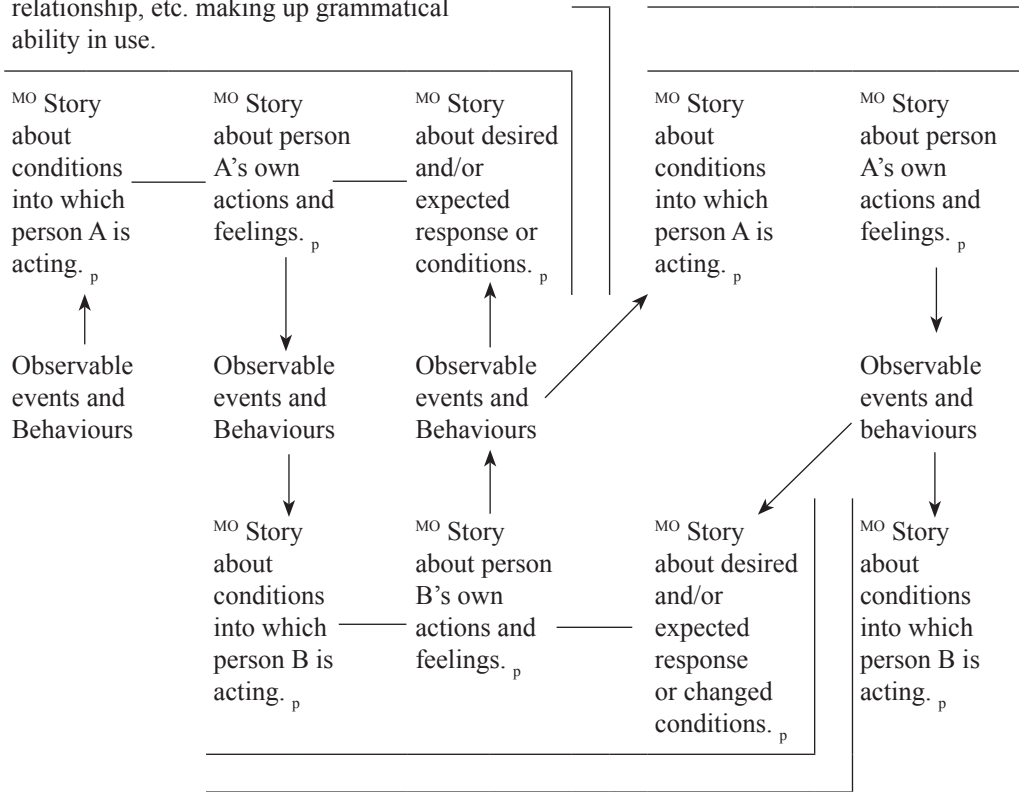 relationship, etc. making up grammatical
ability in use.
MO Story
about
conditions
into which
person A is
acting. p
MO Story
about person
A’s own
actions and
feelings. p
MO Story
about desired
and/or
expected
response or
conditions. p
MO Story
about
conditions
into which
person A is
acting. p
MO Story
about person
A’s own
actions and
feelings. p
Observable
events and
Behaviours
Observable
events and
Behaviours
Observable
events and
Behaviours
Observable
events and
behaviours
MO Story
about
conditions
into which
person B is
acting. p
MO Story
about person
B’s own
actions and
feelings. p
MO Story
about desired
and/or
expected
response
or changed
conditions. p
MO Story
about
conditions
into which
person B is
acting. p